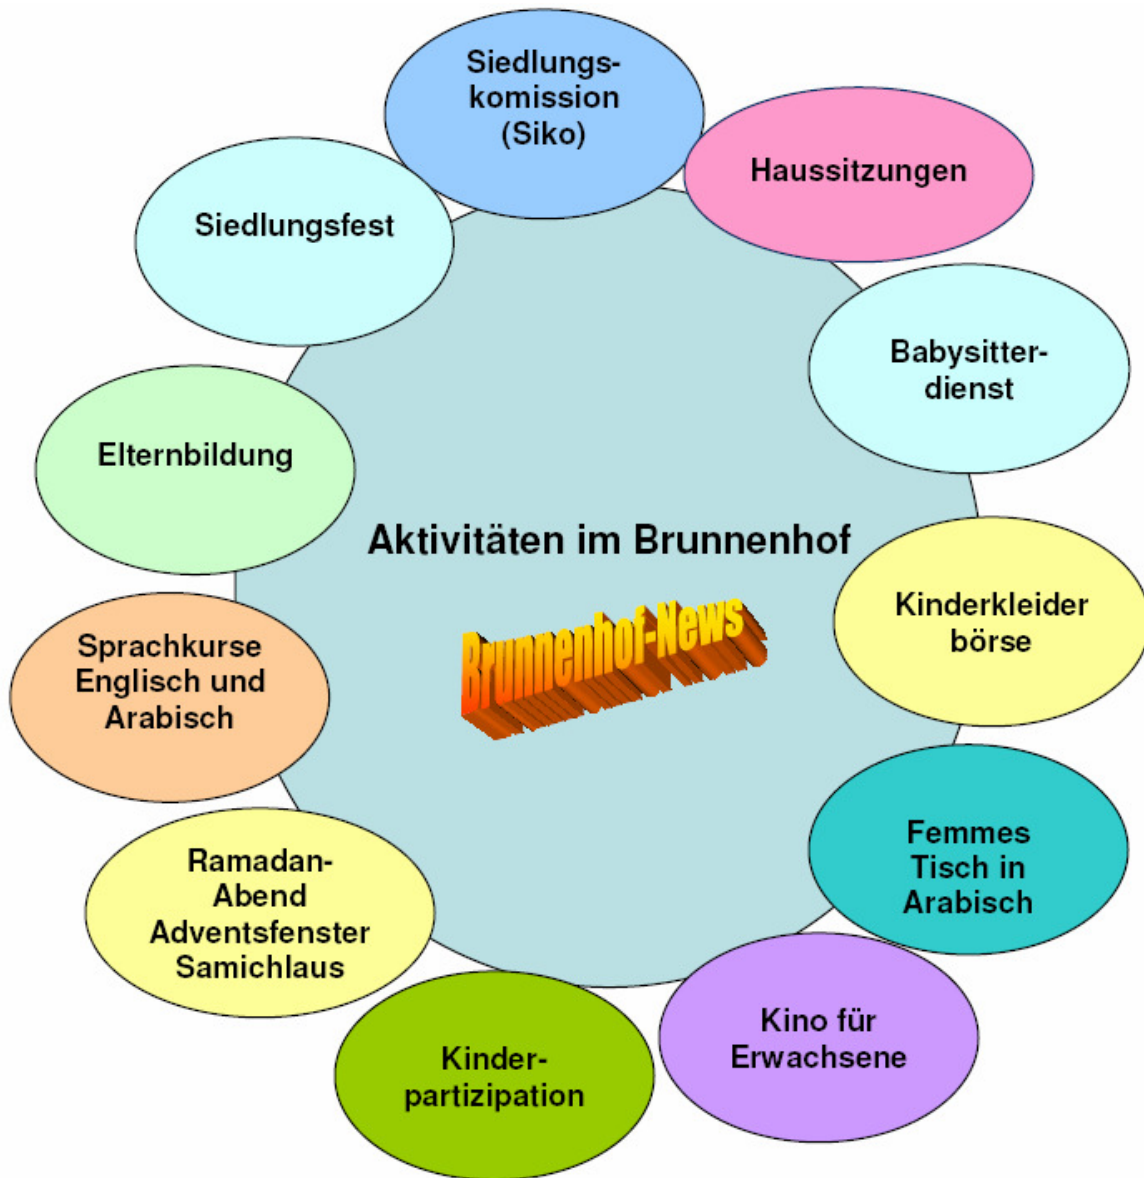 Siedlungs-
komission
(Siko)
Haussitzungen
Siedlungsfest
Babysitter-
dienst
Elternbildung
Aktivitäten im Brunnenhof
Brunnenhof-News
Kinderkleider
börse
Sprachkurse
Englisch und
Arabisch
Femmes
Tisch in
Arabisch
Ramadan-
Abend
Adventsfenster
Samichlaus
Kino für
Erwachsene
Kinder-
partizipation